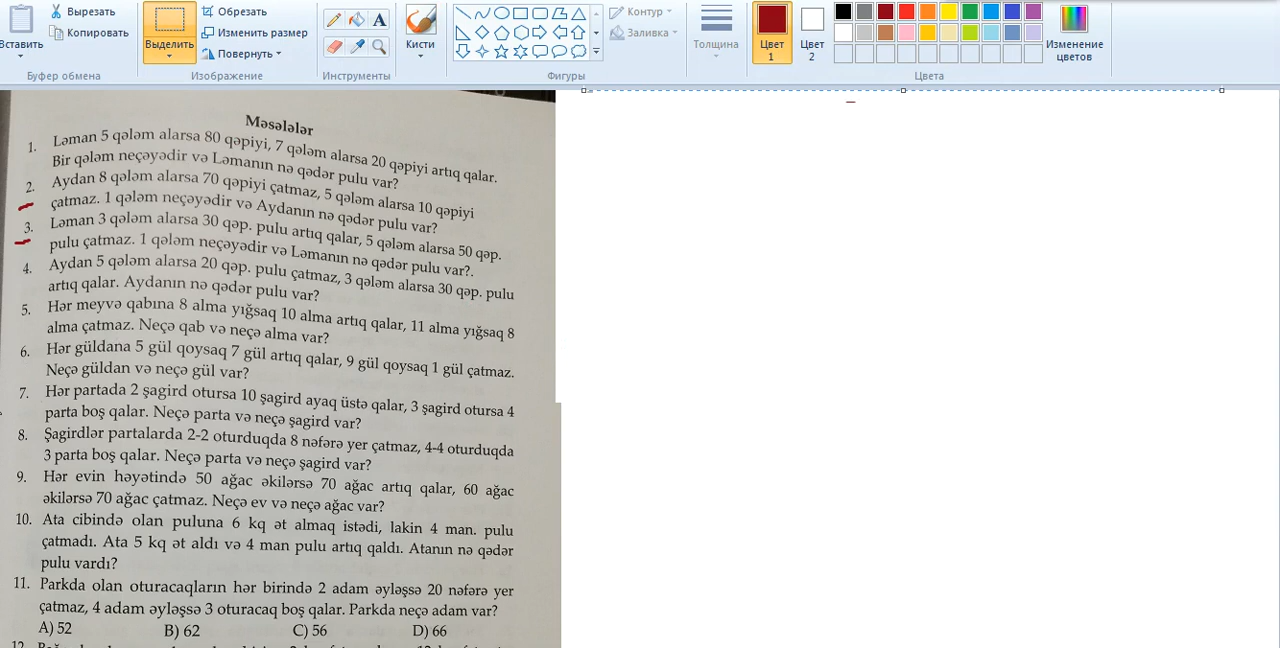 Вставить
Вырезать
Копировать
Буфер обмена
Выделить
Обрезать
Изменить размер
Повернуть
Изображение
Инструменты
Кисти
Фигуры
Контур
Заливка
Толщина
Цвет 1
Цвет 2
Цвета
Изменение цветов
Məsələlər
1. Ləman 5 qələm alarsa 80 qəpiyi, 7 qələm alarsa 20 qəpiyi artıq qalar.
Bir qələm neçəyədir və Ləmanın nə qədər pulu var?
2. Aydan 8 qələm alarsa 70 qəpiyi çatmaz, 5 qələm alarsa 10 qəpiyi
çatmaz. 1 qələm neçəyədir və Aydanın nə qədər pulu var?
3. Ləman 3 qələm alarsa 30 qəp. pulu artıq qalar, 5 qələm alarsa 50 qəp.
pulu çatmaz. 1 qələm neçəyədir və Ləmanın nə qədər pulu var?.
4. Aydan 5 qələm alarsa 20 qəp. pulu çatmaz, 3 qələm alarsa 30 qəp. pulu
artıq qalar. Aydanın nə qədər pulu var?
5. Hər meyvə qabına 8 alma yığsaq 10 alma artıq qalar, 11 alma yığsaq 8
alma çatmaz. Neçə qab və neçə alma var?
6. Hər güldana 5 gül qoysaq 7 gül artıq qalar, 9 gül qoysaq 1 gül çatmaz.
Neçə güldan və neçə gül var?
7. Hər partada 2 şagird otursa 10 şagird ayaq üstə qalar, 3 şagird otursa 4
parta boş qalar. Neçə parta və neçə şagird var?
8. Şagirdlər partalarda 2-2 oturduqda 8 nəfərə yer çatmaz, 4-4 oturduqda
3 parta boş qalar. Neçə parta və neçə şagird var?
9. Hər evin həyətində 50 ağac əkilərsə 70 ağac artıq qalar, 60 ağac
əkilərsə 70 ağac çatmaz. Neçə ev və neçə ağac var?
10. Ata cibində olan puluna 6 kq ət almaq istədi, lakin 4 man. pulu
çatmadı. Ata 5 kq ət aldı və 4 man pulu artıq qaldı. Atanın nə qədər
pulu vardı?
11. Parkda olan oturacaqların hər birində 2 adam əyləşsə 20 nəfərə yer
çatmaz, 4 adam əyləşsə 3 oturacaq boş qalar. Parkda neçə adam var?
A) 52 B) 62 C) 56 D) 66